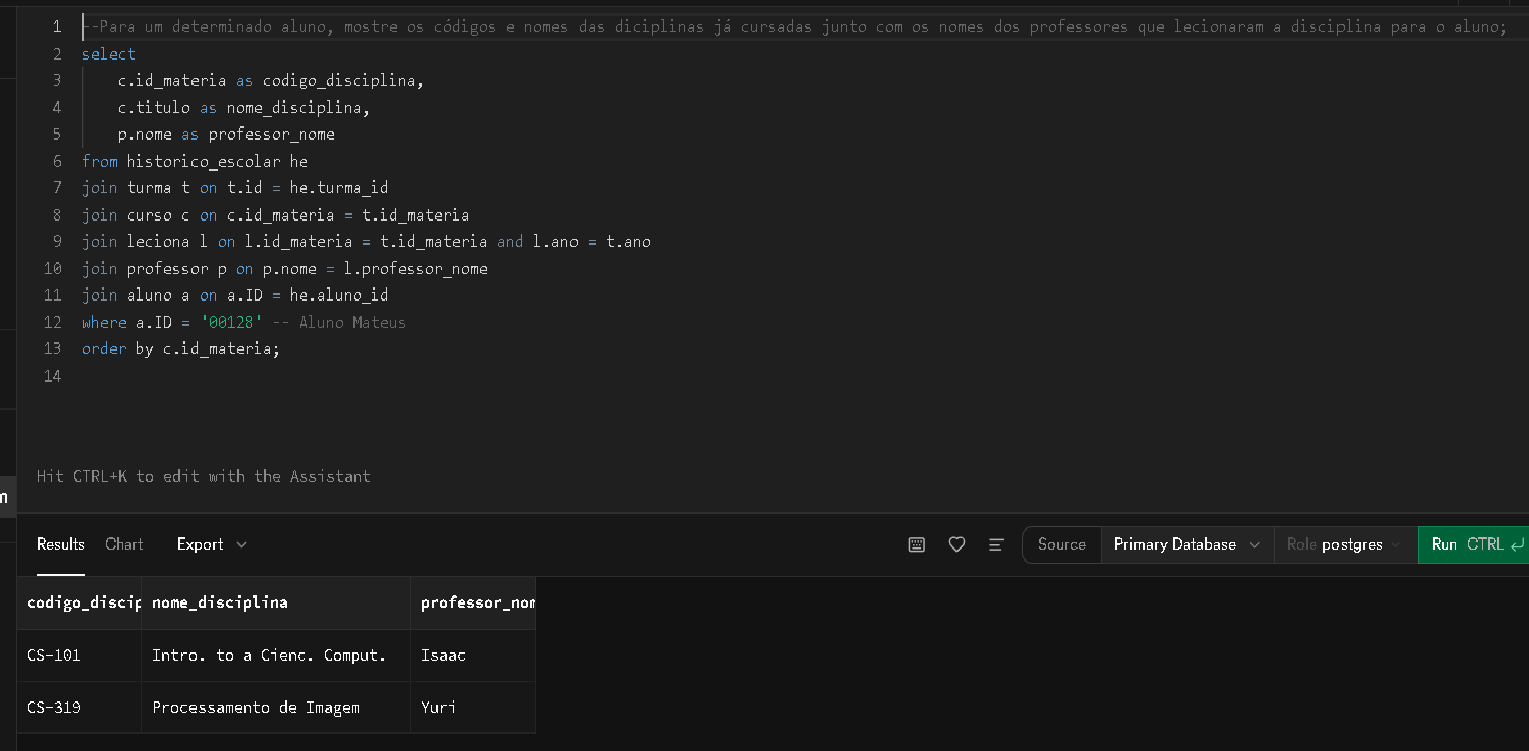 1 --Para um determinado aluno, mostre os códigos e nomes das diciplinas já cursadas junto com os nomes dos professores que lecionaram a disciplina para o aluno;
2 select
3 c.id_materia as codigo_disciplina,
4 c.titulo as nome_disciplina,
5 p.nome as professor_nome
6 from historico_escolar he
7 join turma t on t.id = he.turma_id
8 join curso c on c.id_materia = t.id_materia
9 join leciona l on l.id_materia = t.id_materia and l.ano = t.ano
10 join professor p on p.nome = l.professor_nome
11 join aluno a on a.ID = he.aluno_id
12 where a.ID = '00128' -- Aluno Mateus
13 order by c.id_materia;
14
Hit CTRL+K to edit with the Assistant
m
Results Chart Export Source Primary Database Role postgres Run CTRL ↵
codigo_discip nome_disciplina professor_nom
CS-101 Intro. to a Cienc. Comput. Isaac
CS-319 Processamento de Imagem Yuri